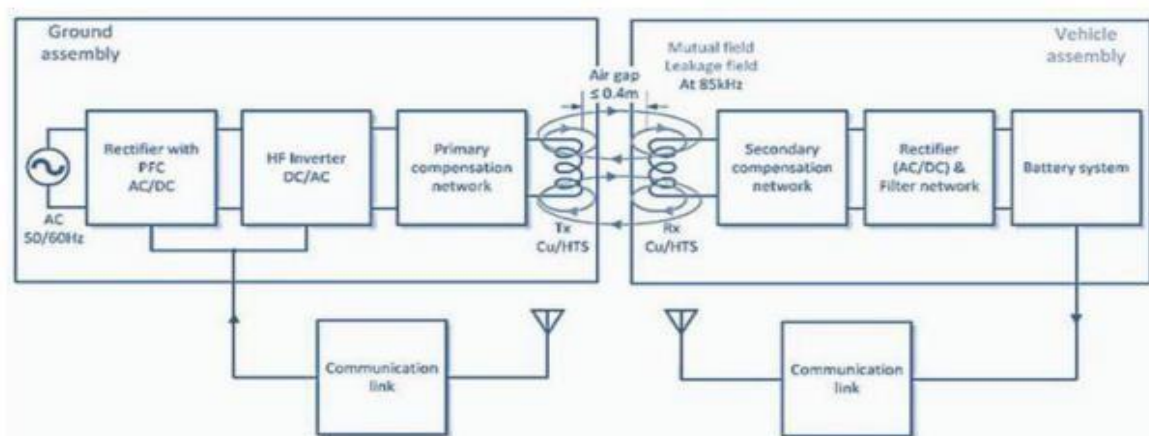 Ground
assembly
Vehicle
assembly
Mutual field
Leakage field
At 85kHz
Air gap
≤ 0.4m
Rectifier with
PFC
AC/DC
HF Inverter
DC/AC
Primary
compensation
network
Secondary
compensation
network
Rectifier
(AC/DC) &
Filter network
Battery system
AC
50/60Hz
Tx
Cu/HTS
Rx
Cu/HTS
Communication
link
Communication
link